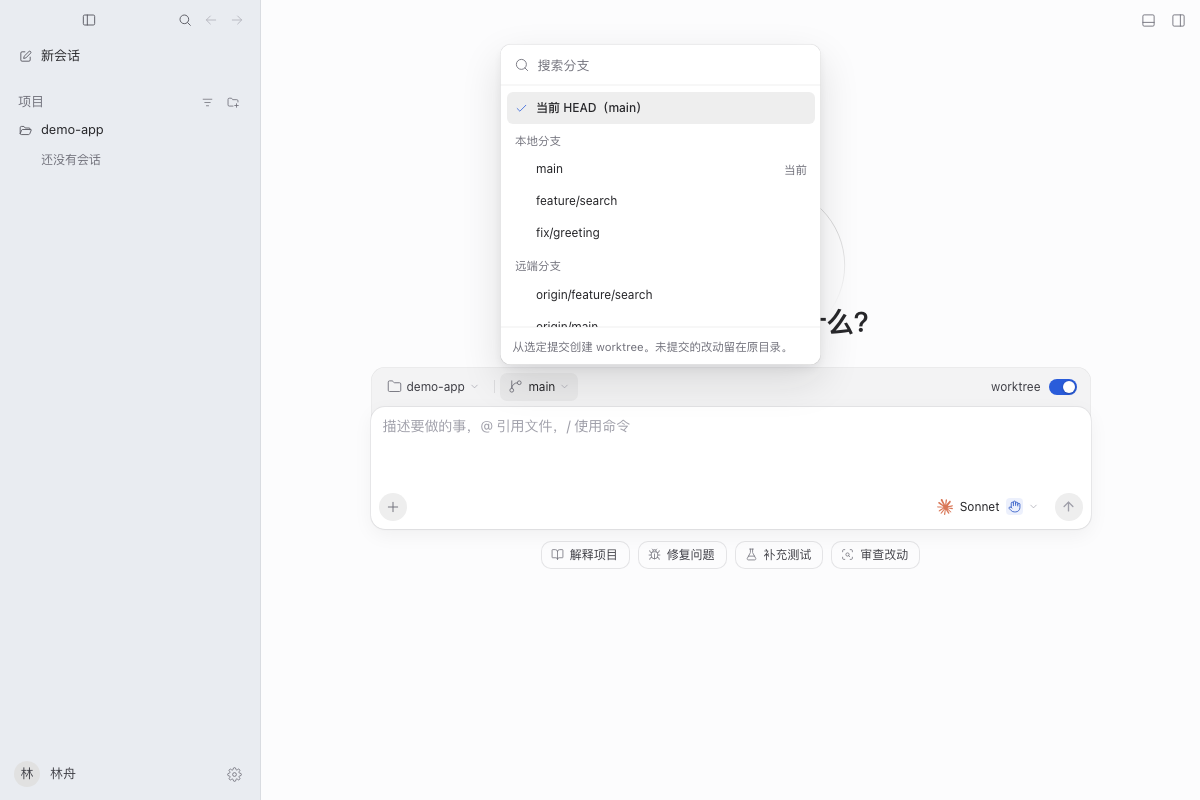 新会话
项目
demo-app
还没有会话
林 林舟
搜索分支
当前 HEAD（main）
本地分支
main 当前
feature/search
fix/greeting
远端分支
origin/feature/search
origin/main
从选定提交创建 worktree。未提交的改动留在原目录。
么?
demo-app main worktree
描述要做的事，@ 引用文件，/ 使用命令
Sonnet
解释项目 修复问题 补充测试 审查改动